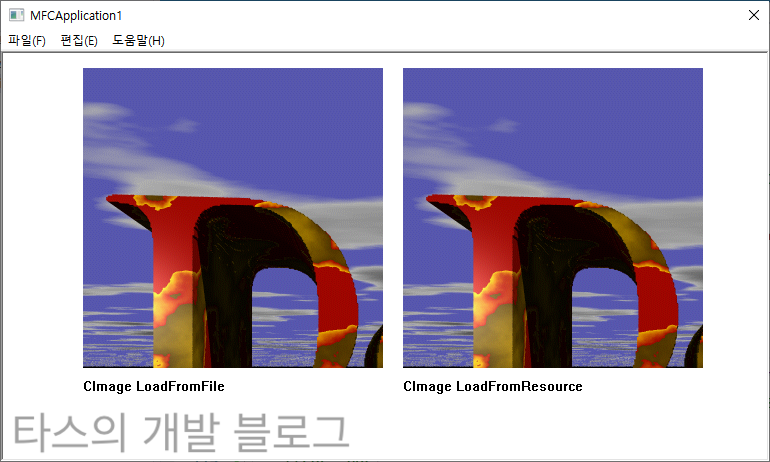 MFCApplication1
파일(F) 편집(E) 도움말(H)
CImage LoadFromFile
CImage LoadFromResource
타스의 개발 블로그